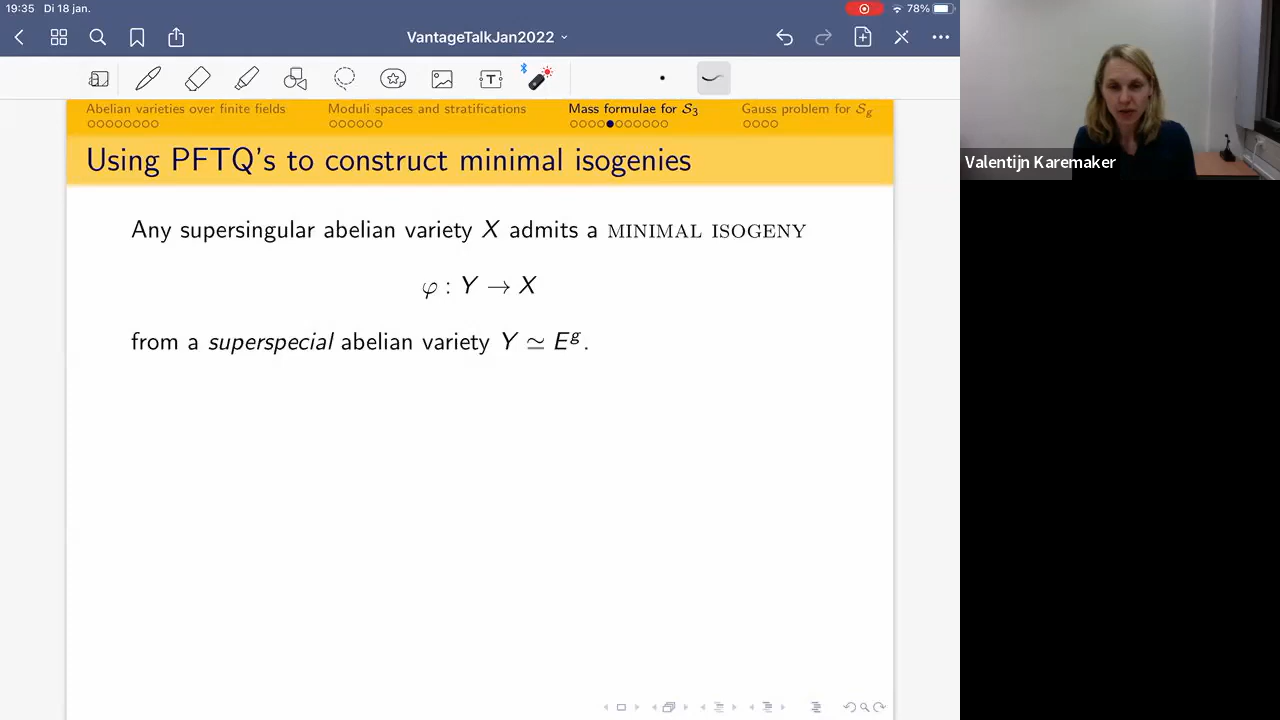 19:35 Di 18 jan.
78%
VantageTalkJan2022
Abelian varieties over finite fields
Moduli spaces and stratifications
Mass formulae for S₃
Gauss problem for S_g
Using PFTQ's to construct minimal isogenies
Any supersingular abelian variety X admits a MINIMAL ISOGENY
φ : Y → X
from a superspecial abelian variety Y ≃ E^g.
Valentijn Karemaker